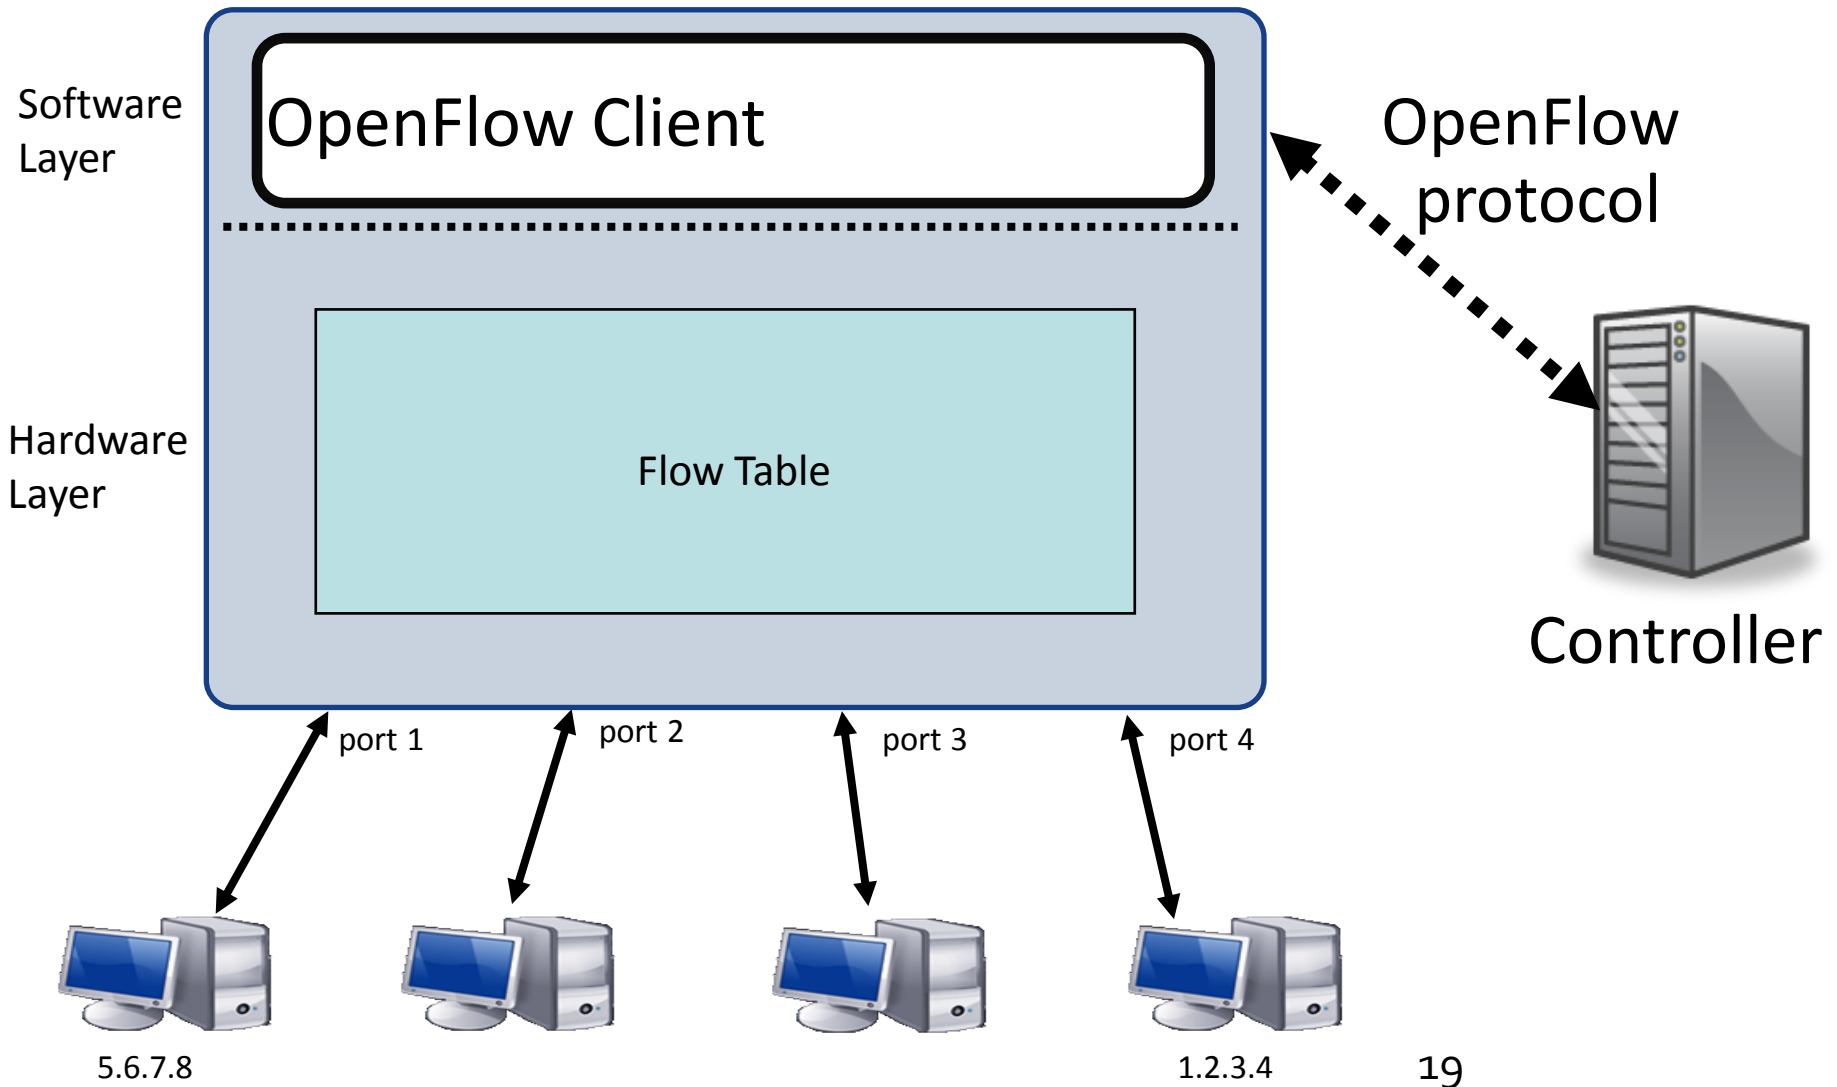 Software
Layer
OpenFlow Client
OpenFlow
protocol
Hardware
Layer
Flow Table
Controller
port 1
port 2
port 3
port 4
5.6.7.8
1.2.3.4
19